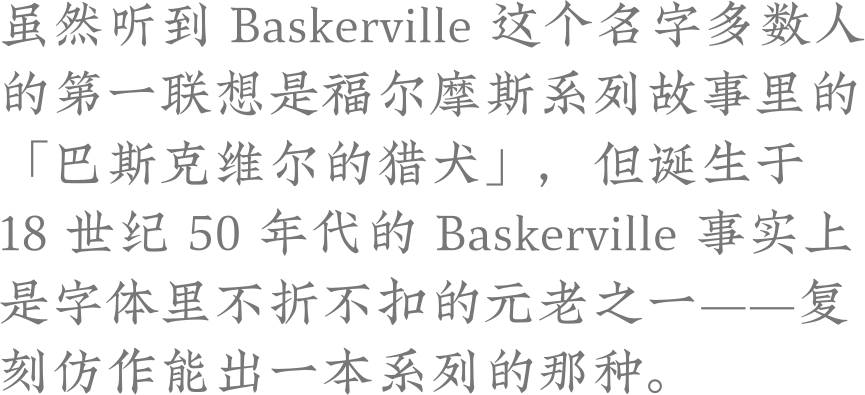 虽然听到 Baskerville 这个名字多数人
的第一联想是福尔摩斯系列故事里的
「巴斯克维尔的猎犬」，但诞生于
18 世纪 50 年代的 Baskerville 事实上
是字体里不折不扣的元老之一——复
刻仿作能出一本系列的那种。